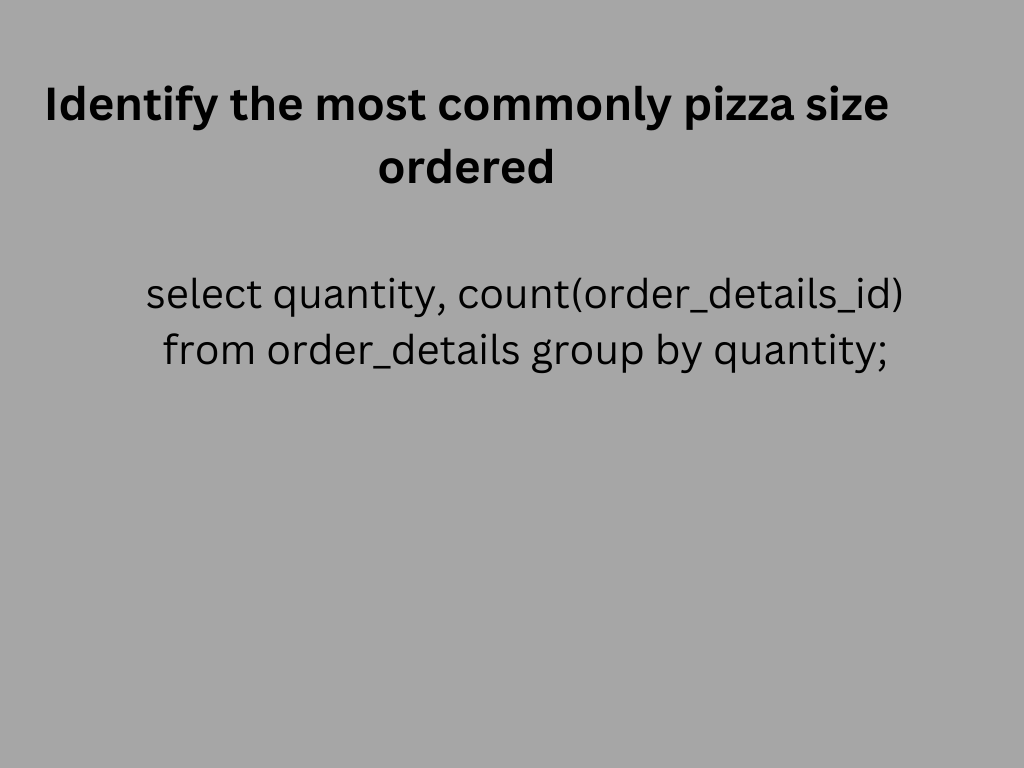 Identify the most commonly pizza size
ordered
select quantity, count(order_details_id)
from order_details group by quantity;